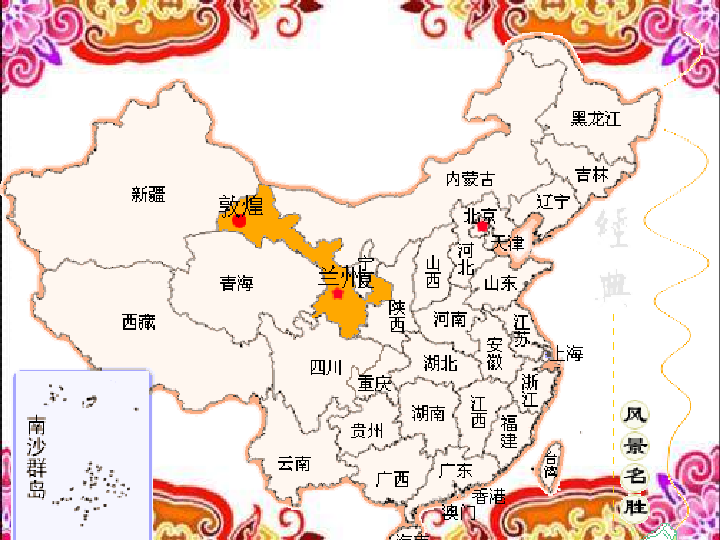 黑龙江
吉林
内蒙古
辽宁
新疆
敦煌
北京
天津
河北
山西
宁夏
兰州
青海
山东
陕西
西藏
河南
江苏
安徽
上海
四川
湖北
重庆
浙江
湖南
江西
福建
贵州
云南
广西
广东
台湾
香港
澳门
海南
南沙群岛
风景名胜
经典